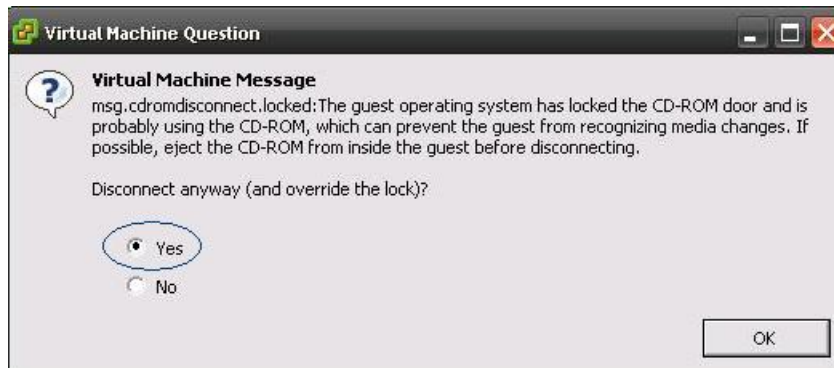 Virtual Machine Question
Virtual Machine Message
msg.cdromdisconnect.locked:The guest operating system has locked the CD-ROM door and is
probably using the CD-ROM, which can prevent the guest from recognizing media changes. If
possible, eject the CD-ROM from inside the guest before disconnecting.
Disconnect anyway (and override the lock)?
Yes
No
OK